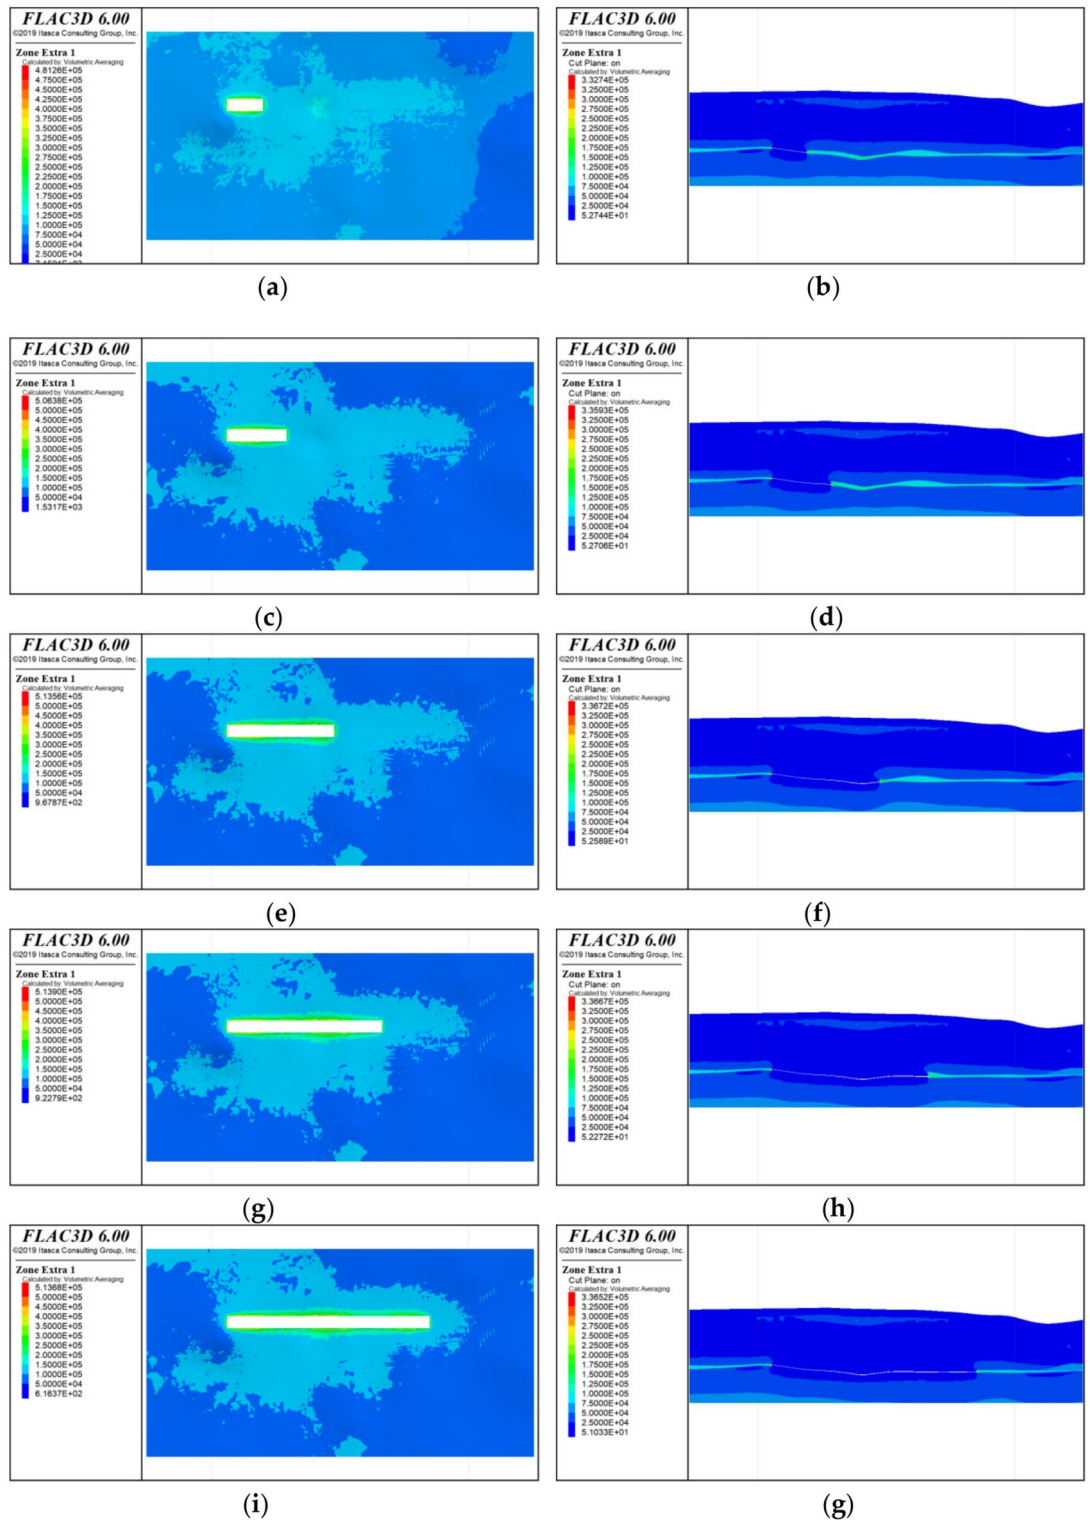 FLAC3D 6.00
©2019 Itasca Consulting Group, Inc.
Zone Extra 1
Calculated by: Volumetric Averaging
4.8126E+05
4.7500E+05
4.5000E+05
4.2500E+05
4.0000E+05
3.7500E+05
3.5000E+05
3.2500E+05
3.0000E+05
2.7500E+05
2.5000E+05
2.2500E+05
2.0000E+05
1.7500E+05
1.5000E+05
1.2500E+05
1.0000E+05
7.5000E+04
5.0000E+04
2.5000E+04
(a)
FLAC3D 6.00
©2019 Itasca Consulting Group, Inc.
Zone Extra 1
Cut Plane: on
Calculated by: Volumetric Averaging
3.3274E+05
3.2500E+05
3.0000E+05
2.7500E+05
2.5000E+05
2.2500E+05
2.0000E+05
1.7500E+05
1.5000E+05
1.2500E+05
1.0000E+05
7.5000E+04
5.0000E+04
2.5000E+04
5.2744E+01
(b)
FLAC3D 6.00
©2019 Itasca Consulting Group, Inc.
Zone Extra 1
Calculated by: Volumetric Averaging
5.0638E+05
5.0000E+05
4.5000E+05
4.0000E+05
3.5000E+05
3.0000E+05
2.5000E+05
2.0000E+05
1.5000E+05
1.0000E+05
5.0000E+04
1.5317E+03
(c)
FLAC3D 6.00
©2019 Itasca Consulting Group, Inc.
Zone Extra 1
Cut Plane: on
Calculated by: Volumetric Averaging
3.3593E+05
3.2500E+05
3.0000E+05
2.7500E+05
2.5000E+05
2.2500E+05
2.0000E+05
1.7500E+05
1.5000E+05
1.2500E+05
1.0000E+05
7.5000E+04
5.0000E+04
2.5000E+04
5.2706E+01
(d)
FLAC3D 6.00
©2019 Itasca Consulting Group, Inc.
Zone Extra 1
Calculated by: Volumetric Averaging
5.1356E+05
5.0000E+05
4.5000E+05
4.0000E+05
3.5000E+05
3.0000E+05
2.5000E+05
2.0000E+05
1.5000E+05
1.0000E+05
5.0000E+04
9.6787E+02
(e)
FLAC3D 6.00
©2019 Itasca Consulting Group, Inc.
Zone Extra 1
Cut Plane: on
Calculated by: Volumetric Averaging
3.3672E+05
3.2500E+05
3.0000E+05
2.7500E+05
2.5000E+05
2.2500E+05
2.0000E+05
1.7500E+05
1.5000E+05
1.2500E+05
1.0000E+05
7.5000E+04
5.0000E+04
2.5000E+04
5.2589E+01
(f)
FLAC3D 6.00
©2019 Itasca Consulting Group, Inc.
Zone Extra 1
Calculated by: Volumetric Averaging
5.1390E+05
5.0000E+05
4.5000E+05
4.0000E+05
3.5000E+05
3.0000E+05
2.5000E+05
2.0000E+05
1.5000E+05
1.0000E+05
5.0000E+04
9.2279E+02
(g)
FLAC3D 6.00
©2019 Itasca Consulting Group, Inc.
Zone Extra 1
Cut Plane: on
Calculated by: Volumetric Averaging
3.3667E+05
3.2500E+05
3.0000E+05
2.7500E+05
2.5000E+05
2.2500E+05
2.0000E+05
1.7500E+05
1.5000E+05
1.2500E+05
1.0000E+05
7.5000E+04
5.0000E+04
2.5000E+04
5.2272E+01
(h)
FLAC3D 6.00
©2019 Itasca Consulting Group, Inc.
Zone Extra 1
Calculated by: Volumetric Averaging
5.1368E+05
5.0000E+05
4.5000E+05
4.0000E+05
3.5000E+05
3.0000E+05
2.5000E+05
2.0000E+05
1.5000E+05
1.0000E+05
5.0000E+04
6.1637E+02
(i)
FLAC3D 6.00
©2019 Itasca Consulting Group, Inc.
Zone Extra 1
Cut Plane: on
Calculated by: Volumetric Averaging
3.3652E+05
3.2500E+05
3.0000E+05
2.7500E+05
2.5000E+05
2.2500E+05
2.0000E+05
1.7500E+05
1.5000E+05
1.2500E+05
1.0000E+05
7.5000E+04
5.0000E+04
2.5000E+04
5.1033E+01
(g)